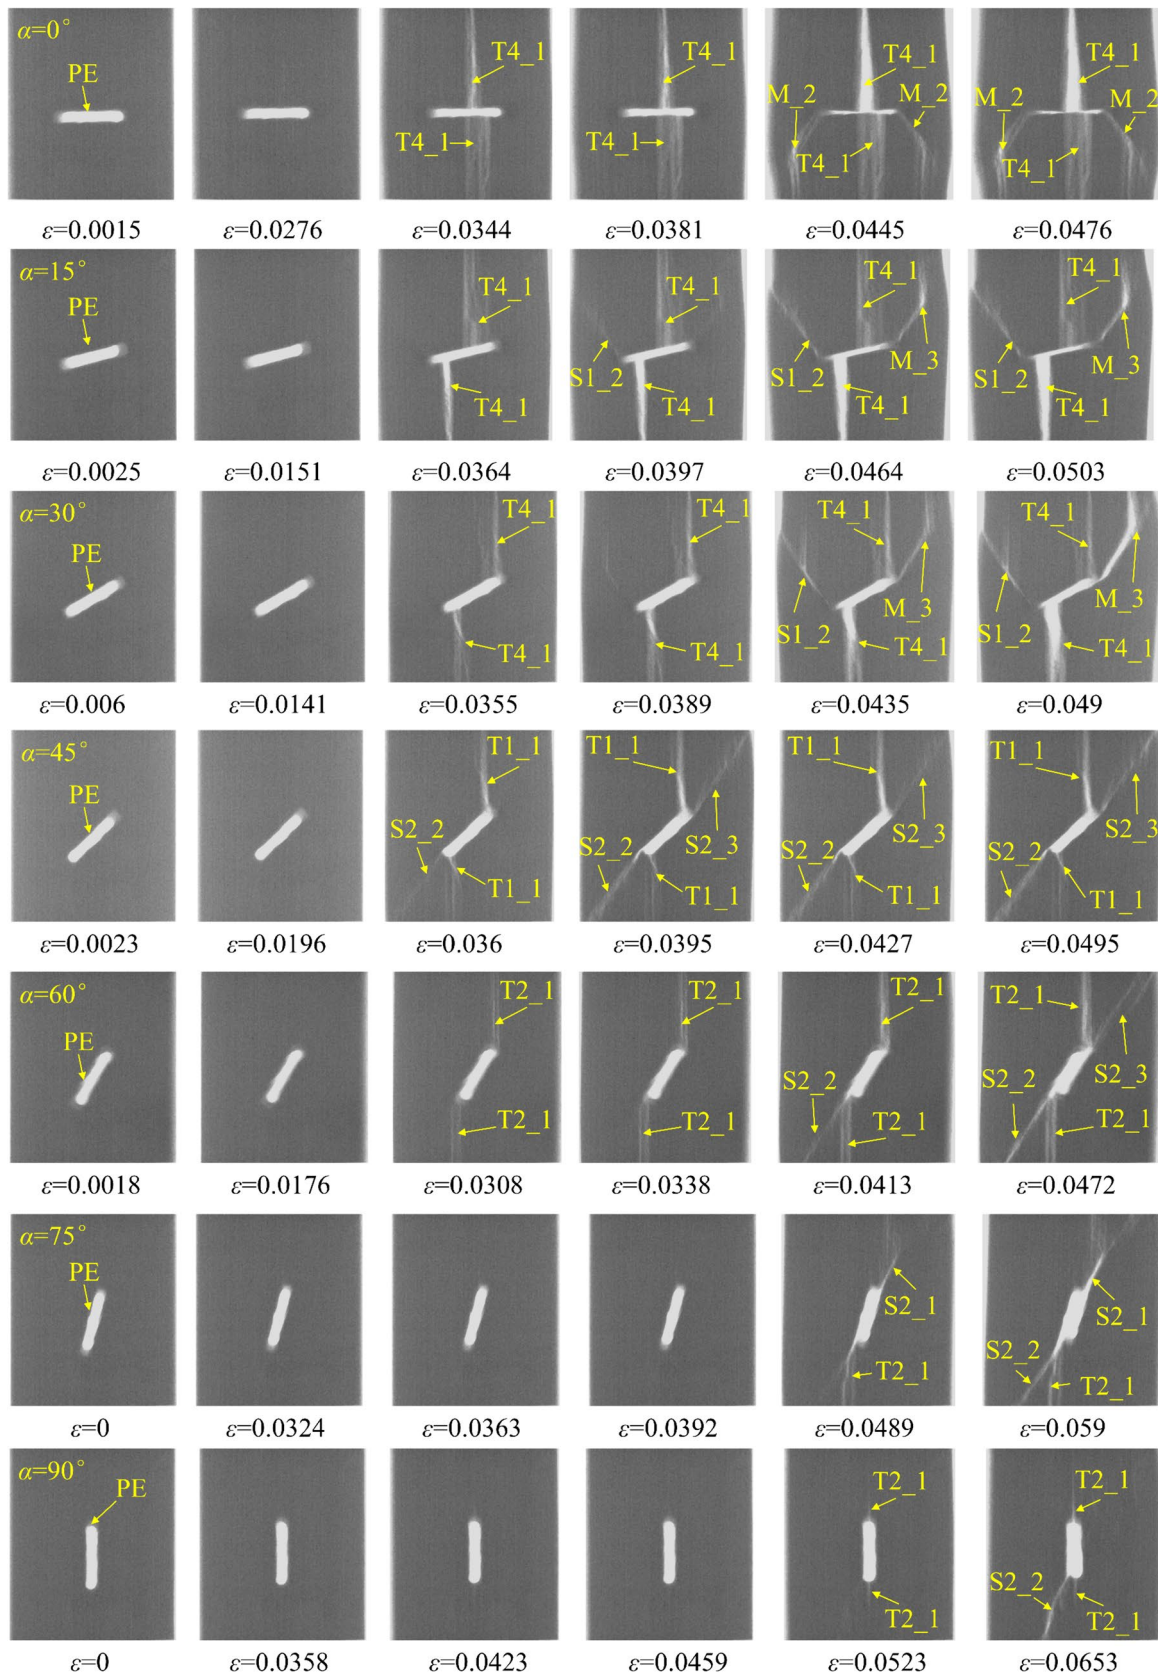 α=0°
PE
T4_1
T4_1
T4_1
T4_1
T4_1
M_2
M_2
T4_1
T4_1
M_2
M_2
T4_1
ε=0.0015 ε=0.0276 ε=0.0344 ε=0.0381 ε=0.0445 ε=0.0476
α=15°
PE
T4_1
T4_1
T4_1
S1_2
T4_1
T4_1
S1_2
M_3
T4_1
T4_1
S1_2
M_3
T4_1
ε=0.0025 ε=0.0151 ε=0.0364 ε=0.0397 ε=0.0464 ε=0.0503
α=30°
PE
T4_1
T4_1
T4_1
T4_1
T4_1
M_3
S1_2
T4_1
T4_1
M_3
S1_2
T4_1
ε=0.006 ε=0.0141 ε=0.0355 ε=0.0389 ε=0.0435 ε=0.049
α=45°
PE
T1_1
S2_2
T1_1
T1_1
S2_3
S2_2
T1_1
T1_1
S2_3
S2_2
T1_1
T1_1
S2_3
S2_2
T1_1
ε=0.0023 ε=0.0196 ε=0.036 ε=0.0395 ε=0.0427 ε=0.0495
α=60°
PE
T2_1
T2_1
T2_1
T2_1
T2_1
S2_2
T2_1
T2_1
S2_3
S2_2
T2_1
ε=0.0018 ε=0.0176 ε=0.0308 ε=0.0338 ε=0.0413 ε=0.0472
α=75°
PE
S2_1
T2_1
S2_1
S2_2
T2_1
ε=0 ε=0.0324 ε=0.0363 ε=0.0392 ε=0.0489 ε=0.059
α=90°
PE
T2_1
T2_1
T2_1
S2_2
T2_1
ε=0 ε=0.0358 ε=0.0423 ε=0.0459 ε=0.0523 ε=0.0653